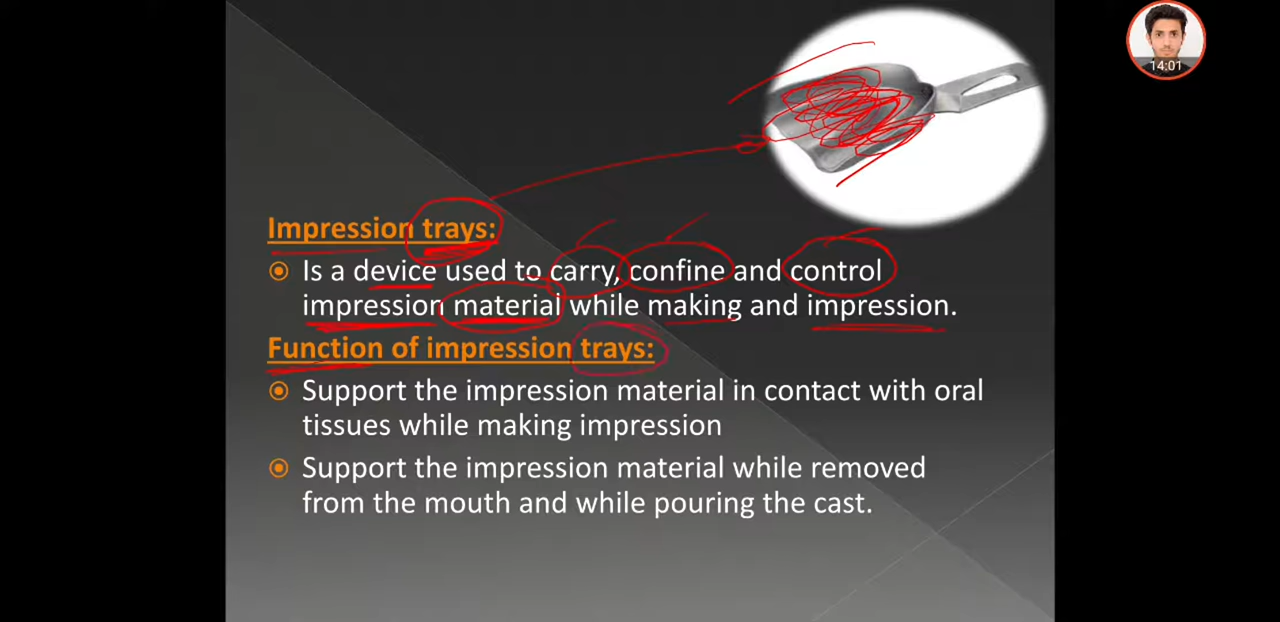 14:01
Impression trays:
Is a device used to carry, confine and control
impression material while making and impression.
Function of impression trays:
Support the impression material in contact with oral
tissues while making impression
Support the impression material while removed
from the mouth and while pouring the cast.